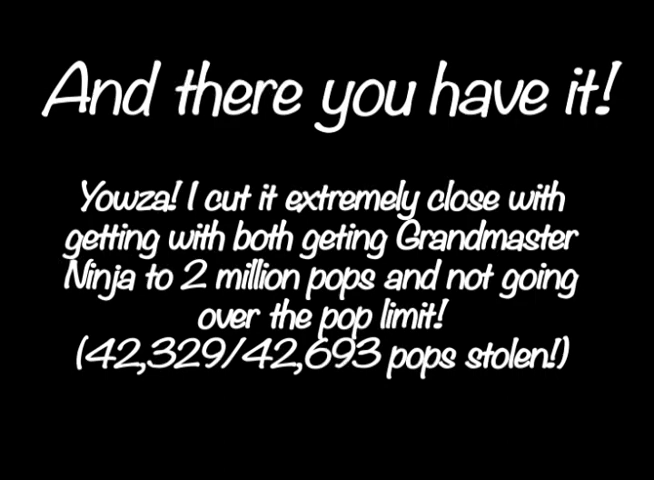 And there you have it!
Yowza! I cut it extremely close with
getting with both geting Grandmaster
Ninja to 2 million pops and not going
over the pop limit!
(42,329/42,693 pops stolen!)